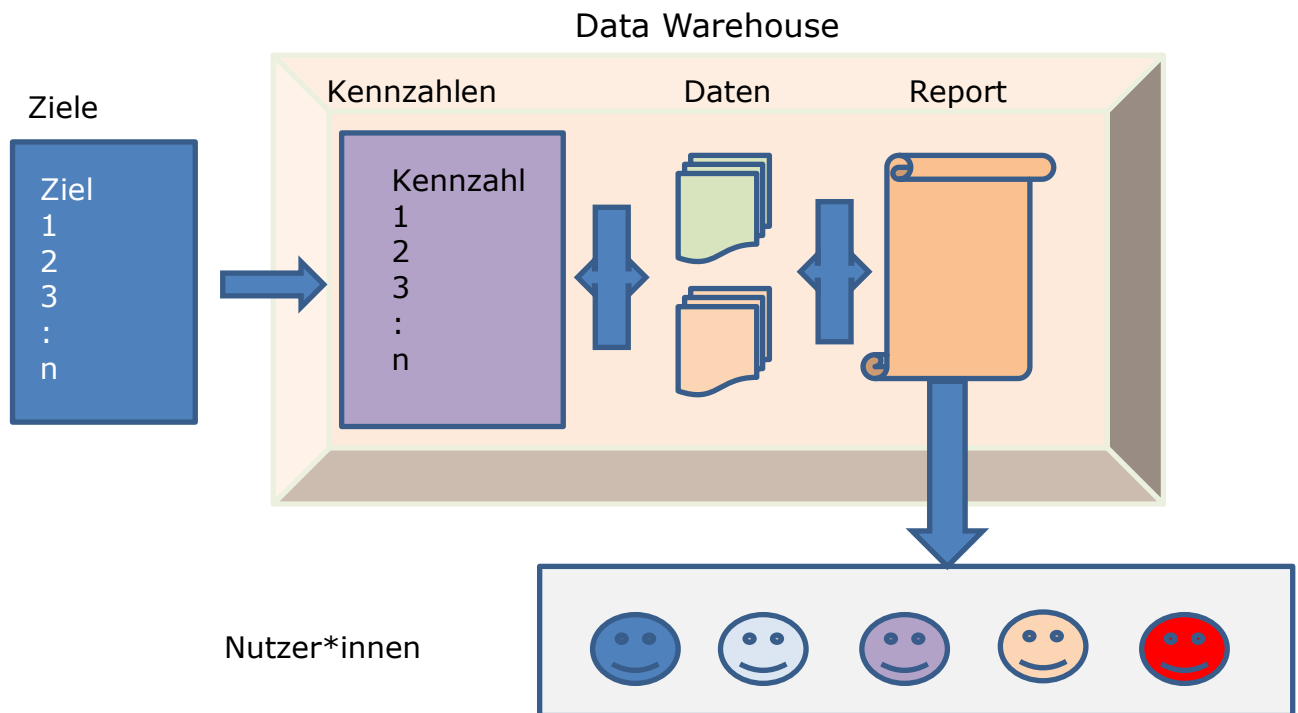 Data Warehouse
Ziele
Kennzahlen
Daten
Report
Ziel
1
2
3
:
n
Kennzahl
1
2
3
:
n
Nutzer*innen